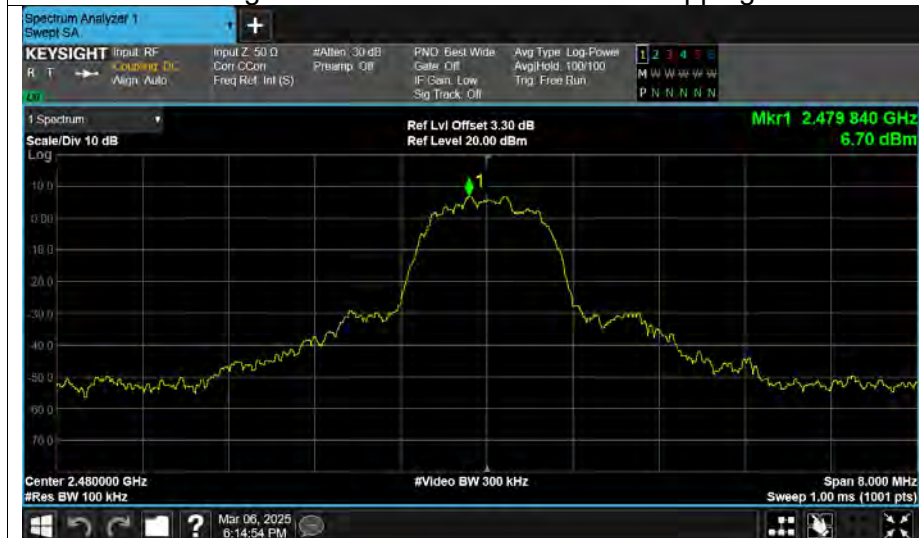 Spectrum Analyzer 1
Swept SA
+
KEYSIGHT Input: RF
R T
Coupling: DC
Align: Auto
Input Z: 50 Ω
Corr CCorr
Freq Ref: Int (S)
#Atten: 30 dB
Preamp: Off
PNO: Best Wide
Gate: Off
IF Gain: Low
Sig Track: Off
Avg Type: Log-Power
Avg|Hold: 100/100
Trig: Free Run
1 2 3 4 5 6
M W W W W W
P N N N N N
1 Spectrum
Scale/Div 10 dB
Log
Ref Lvl Offset 3.30 dB
Ref Level 20.00 dBm
Mkr1 2.479 840 GHz
6.70 dBm
1
10.0
0.00
-10.0
-20.0
-30.0
-40.0
-50.0
-60.0
-70.0
Center 2.480000 GHz
#Res BW 100 kHz
#Video BW 300 kHz
Span 8.000 MHz
Sweep 1.00 ms (1001 pts)
?
Mar 06, 2025
6:14:54 PM